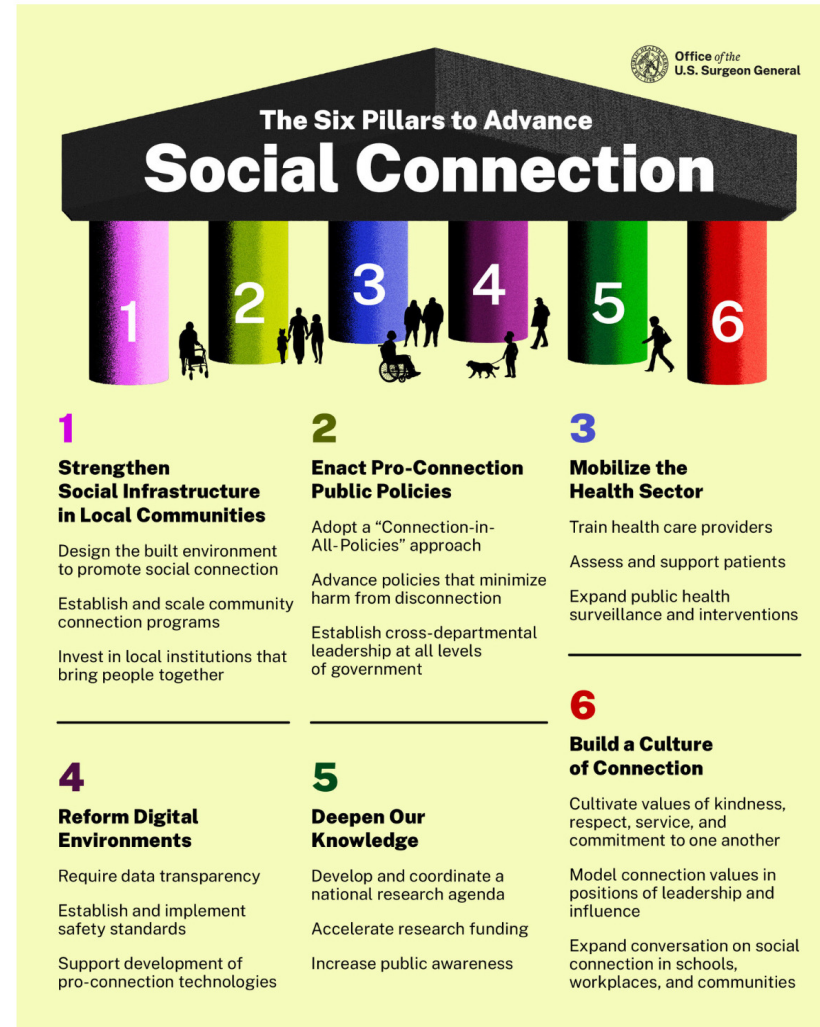 Office of the
U.S. Surgeon General
The Six Pillars to Advance
Social Connection
1
2
3
4
5
6
1
Strengthen
Social Infrastructure
in Local Communities
Design the built environment
to promote social connection
Establish and scale community
connection programs
Invest in local institutions that
bring people together
2
Enact Pro-Connection
Public Policies
Adopt a “Connection-in-
All-Policies” approach
Advance policies that minimize
harm from disconnection
Establish cross-departmental
leadership at all levels
of government
3
Mobilize the
Health Sector
Train health care providers
Assess and support patients
Expand public health
surveillance and interventions
4
Reform Digital
Environments
Require data transparency
Establish and implement
safety standards
Support development of
pro-connection technologies
5
Deepen Our
Knowledge
Develop and coordinate a
national research agenda
Accelerate research funding
Increase public awareness
6
Build a Culture
of Connection
Cultivate values of kindness,
respect, service, and
commitment to one another
Model connection values in
positions of leadership and
influence
Expand conversation on social
connection in schools,
workplaces, and communities